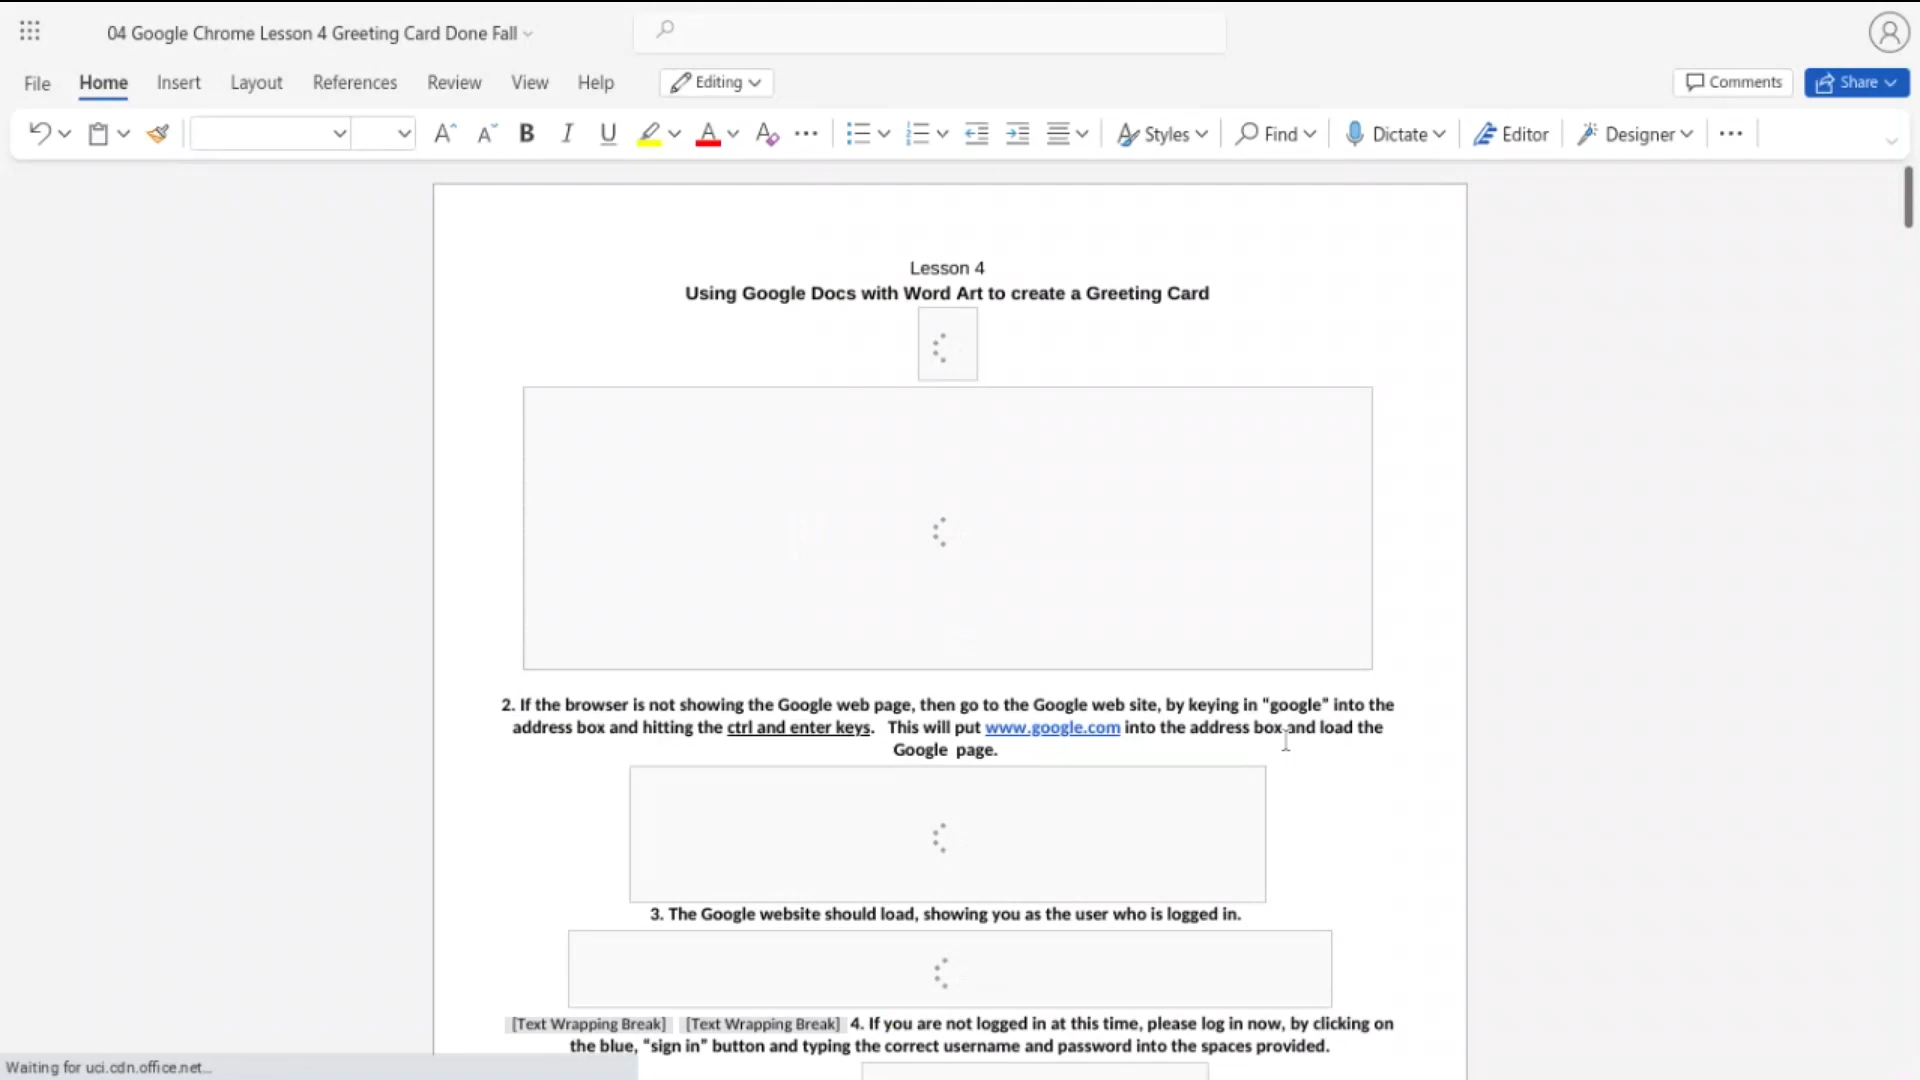 04 Google Chrome Lesson 4 Greeting Card Done Fall
File Home Insert Layout References Review View Help Editing Comments Share
B I U A Styles Find Dictate Editor Designer
Lesson 4
Using Google Docs with Word Art to create a Greeting Card
2. If the browser is not showing the Google web page, then go to the Google web site, by keying in “google” into the
address box and hitting the ctrl and enter keys. This will put www.google.com into the address box and load the
Google page.
3. The Google website should load, showing you as the user who is logged in.
[Text Wrapping Break] [Text Wrapping Break] 4. If you are not logged in at this time, please log in now, by clicking on
the blue, “sign in” button and typing the correct username and password into the spaces provided.
Waiting for uci.cdn.office.net...